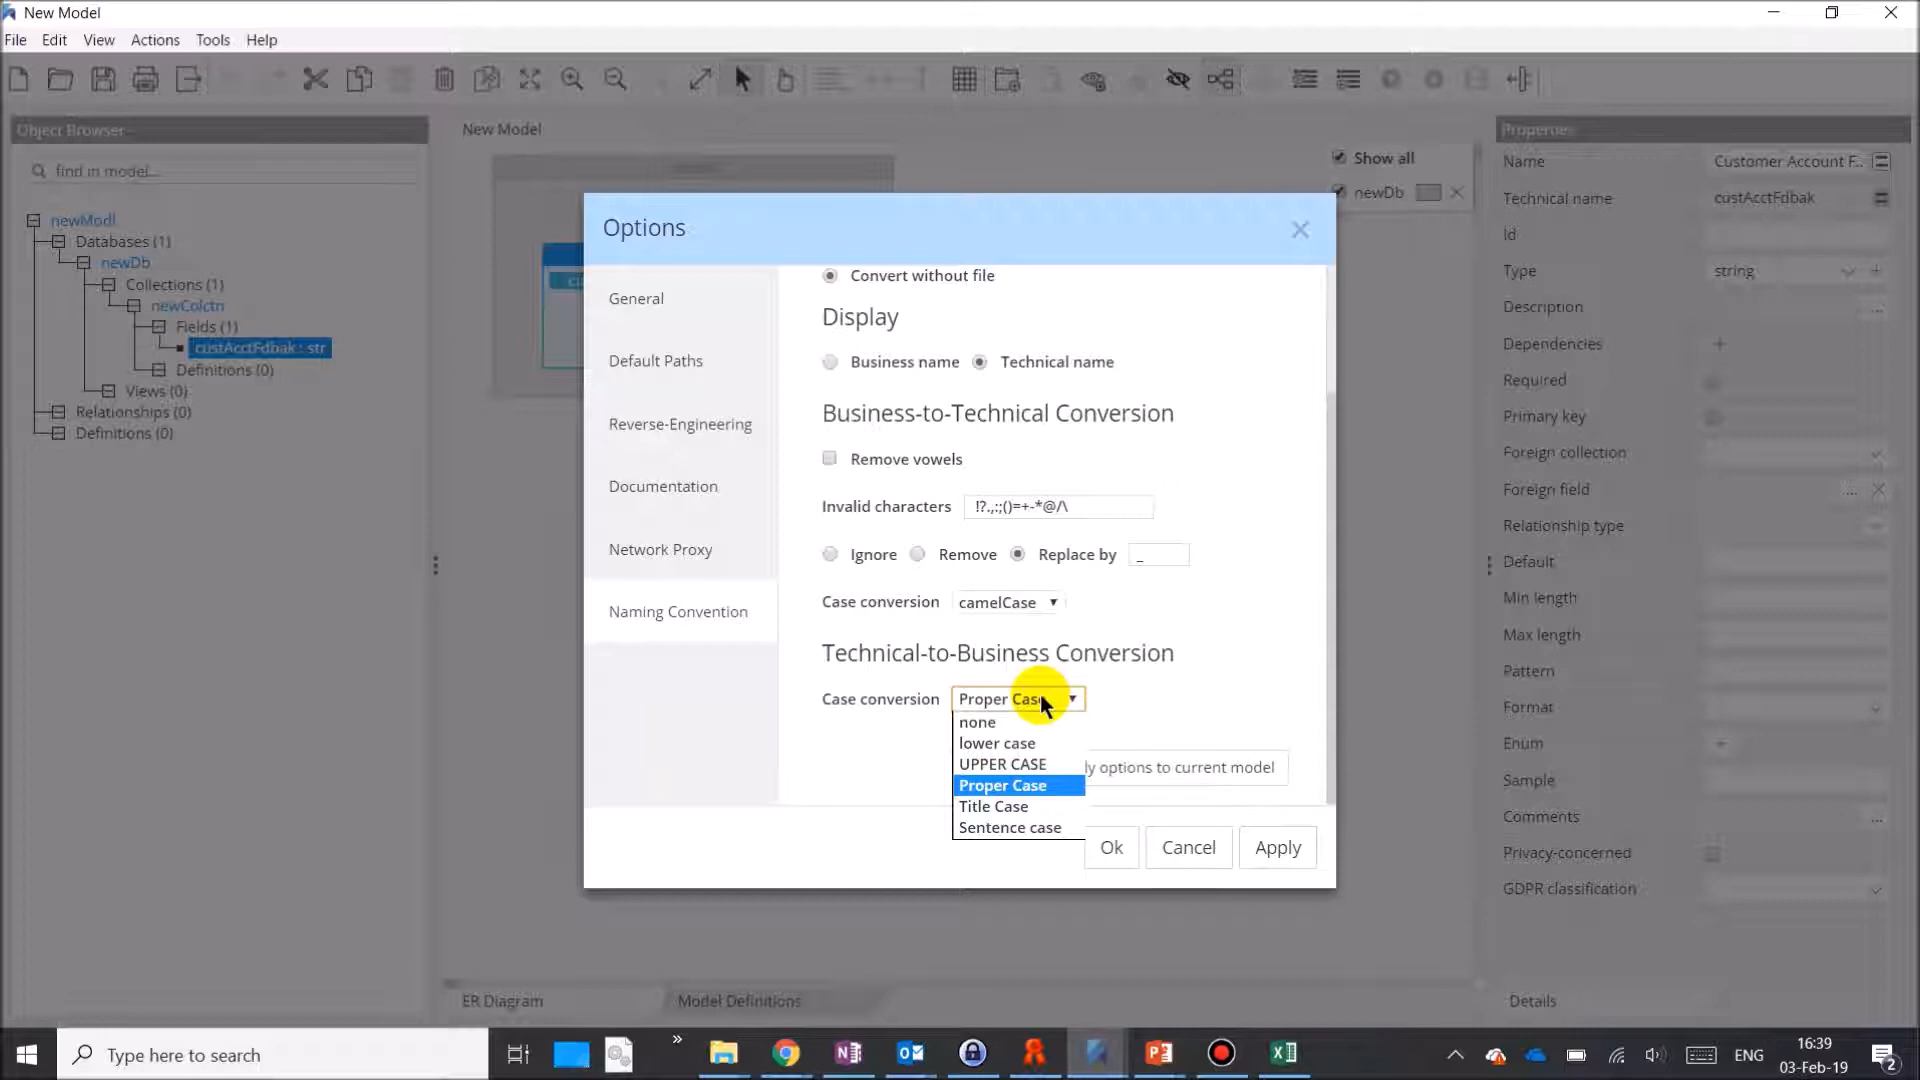 New Model
File Edit View Actions Tools Help
Object Browser
find in model...
newModl
Databases (1)
newDb
Collections (1)
newColctn
Fields (1)
custAcctFdbak : str
Definitions (0)
Views (0)
Relationships (0)
Definitions (0)
New Model
Show all
newDb
Options
General
Default Paths
Reverse-Engineering
Documentation
Network Proxy
Naming Convention
Convert without file
Display
Business name Technical name
Business-to-Technical Conversion
Remove vowels
Invalid characters !?.,:;()=+-*@/\
Ignore Remove Replace by _
Case conversion camelCase
Technical-to-Business Conversion
Case conversion Proper Case
none
lower case
UPPER CASE
Proper Case
Title Case
Sentence case
options to current model
Ok Cancel Apply
Properties
Name Customer Account F..
Technical name custAcctFdbak
Id
Type string
Description ...
Dependencies +
Required
Primary key
Foreign collection
Foreign field ...
Relationship type
Default
Min length
Max length
Pattern
Format
Enum
Sample
Comments ...
Privacy-concerned
GDPR classification
ER Diagram Model Definitions
Details
Type here to search
ENG
16:39
03-Feb-19
2